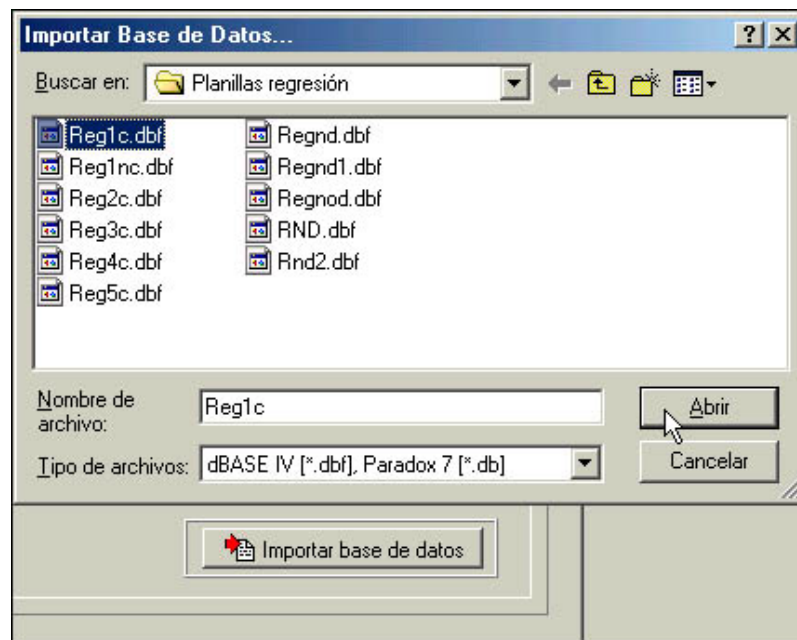 Importar Base de Datos...
Buscar en: Planillas regresión
Reg1c.dbf
Reg1nc.dbf
Reg2c.dbf
Reg3c.dbf
Reg4c.dbf
Reg5c.dbf
Regnd.dbf
Regnd1.dbf
Regnod.dbf
RND.dbf
Rnd2.dbf
Nombre de
archivo:
Reg1c
Abrir
Tipo de archivos: dBASE IV [*.dbf], Paradox 7 [*.db]
Cancelar
Importar base de datos